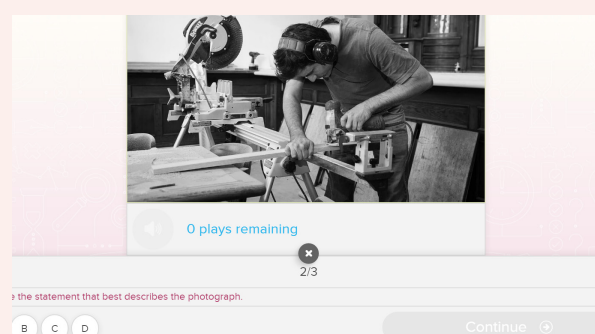 0 plays remaining
2/3
the statement that best describes the photograph.
B C D
Continue